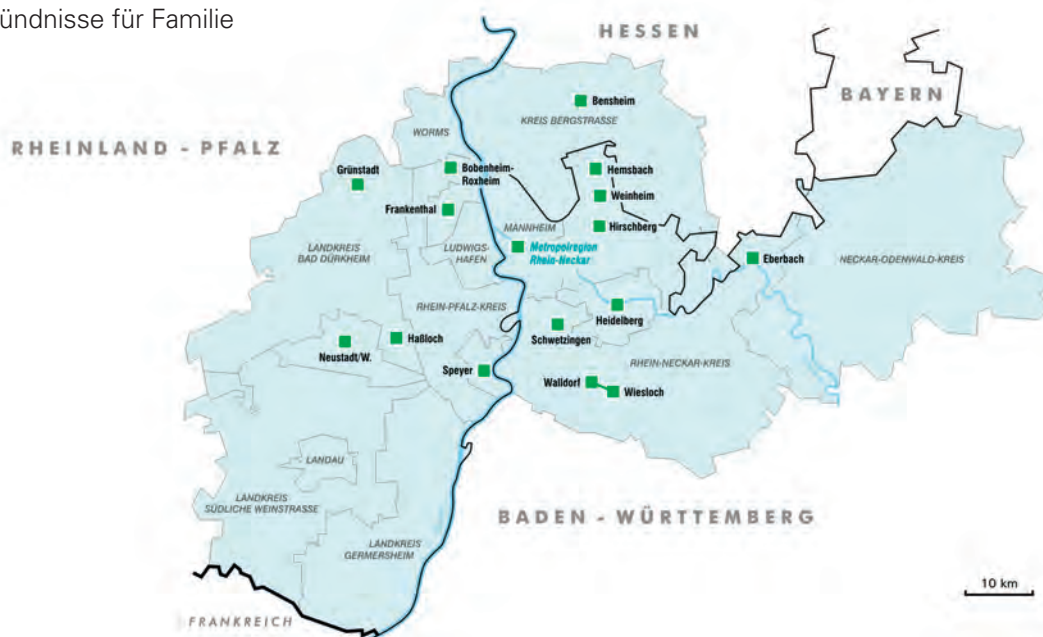 ündnisse für Familie
HESSEN
BAYERN
RHEINLAND - PFALZ
Bensheim
KREIS BERGSTRASSE
WORMS
Grünstadt
Bobenheim-
Roxheim
Hemsbach
Weinheim
Frankenthal
Hirschberg
MANNHEIM
LANDKREIS
BAD DÜRKHEIM
LUDWIGS-
HAFEN
Metropolregion
Rhein-Neckar
Eberbach
NECKAR-ODENWALD-KREIS
RHEIN-PFALZ-KREIS
Heidelberg
Schwetzingen
Haßloch
Neustadt/W.
Speyer
RHEIN-NECKAR-KREIS
Walldorf
Wiesloch
LANDAU
LANDKREIS
SÜDLICHE WEINSTRASSE
BADEN - WÜRTTEMBERG
LANDKREIS
GERMERSHEIM
10 km
FRANKREICH